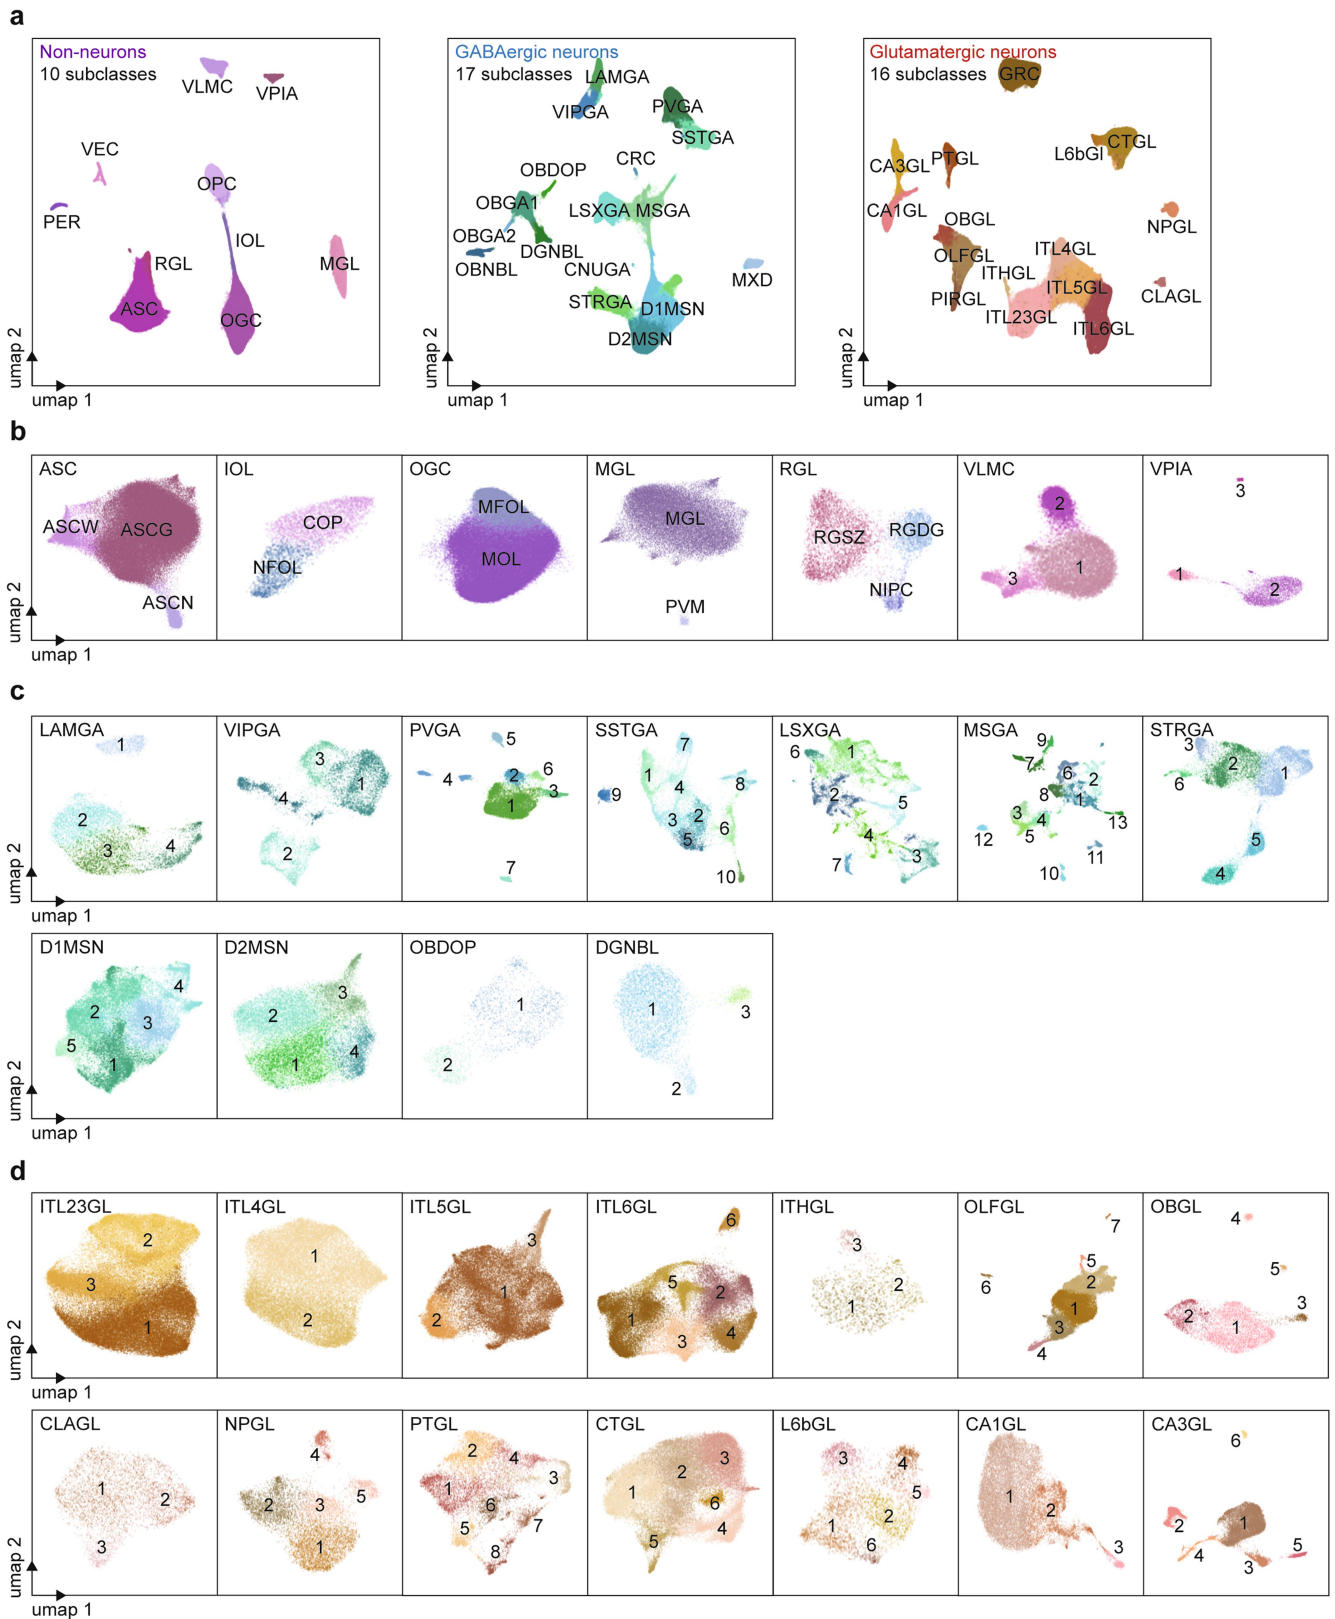 a
Non-neurons
10 subclasses
VLMC
VPIA
VEC
OPC
PER
IOL
RGL
MGL
ASC
OGC
umap 2
umap 1
GABAergic neurons
17 subclasses
LAMGA
VIPGA
PVGA
SSTGA
CRC
OBDOP
OBGA1
LSXGA
MSGA
OBGA2
DGNBL
OBNBL
CNUGA
MXD
STRGA
D1MSN
D2MSN
umap 2
umap 1
Glutamatergic neurons
16 subclasses
GRC
CTGL
L6bGl
CA3GL
PTGL
CA1GL
OBGL
NPGL
OLFGL
ITL4GL
ITHGL
ITL5GL
PIRGL
CLAGL
ITL23GL
ITL6GL
umap 2
umap 1
b
ASC
ASCW
ASCG
ASCN
IOL
COP
NFOL
OGC
MFOL
MOL
MGL
MGL
PVM
RGL
RGSZ
RGDG
NIPC
VLMC
2
1
3
VPIA
3
1
2
umap 2
umap 1
c
LAMGA
1
2
3
4
VIPGA
3
1
4
2
PVGA
5
4
2
6
3
1
7
SSTGA
7
1
4
8
9
3
2
5
6
10
LSXGA
6
1
2
5
4
3
7
MSGA
9
7
6
2
8
1
3
4
5
13
12
11
10
STRGA
3
2
1
6
5
4
umap 2
umap 1
D1MSN
4
2
3
5
1
D2MSN
3
2
1
4
OBDOP
1
2
DGNBL
1
3
2
umap 2
umap 1
d
ITL23GL
2
3
1
ITL4GL
1
2
ITL5GL
3
1
2
ITL6GL
6
5
2
1
3
4
ITHGL
3
2
1
OLFGL
7
5
6
2
1
3
4
OBGL
4
5
2
3
1
umap 2
umap 1
CLAGL
1
2
3
NPGL
4
2
3
5
1
PTGL
2
4
3
1
6
5
7
8
CTGL
3
2
1
6
4
5
L6bGL
3
4
5
2
1
6
CA1GL
1
2
3
CA3GL
6
2
1
4
3
5
umap 2
umap 1